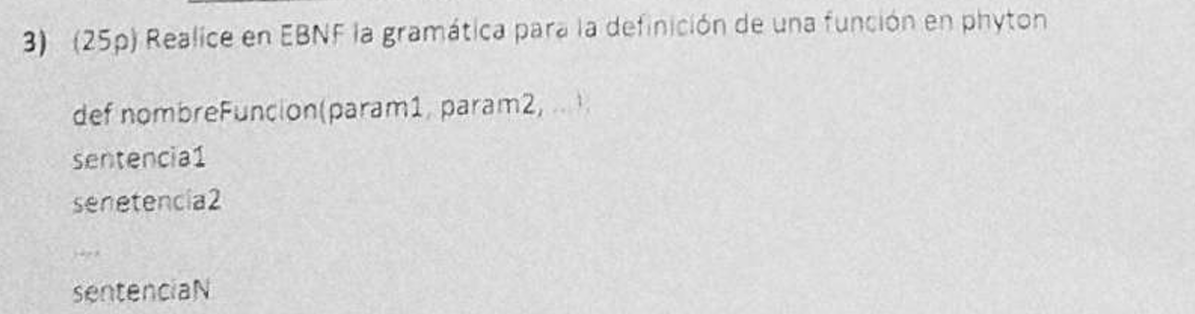 3) (25p) Realice en EBNF la gramática para la definición de una función en phyton
def nombreFuncion(param1, param2, ...):
sentencia1
senetencia2
....
sentenciaN